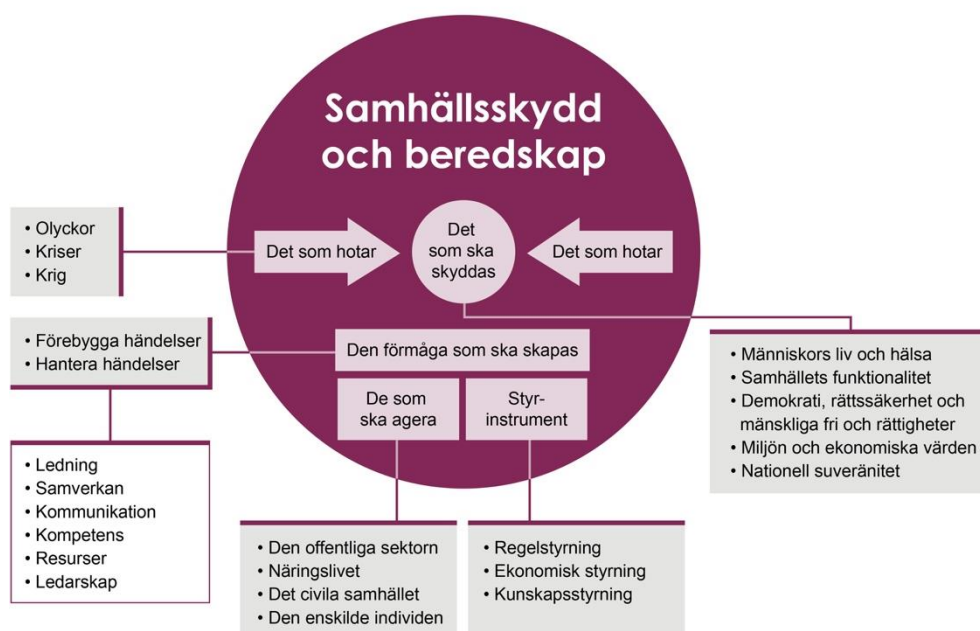 Samhällsskydd
och beredskap
• Olyckor
• Kriser
• Krig
Det som hotar
Det
som ska
skyddas
Det som hotar
• Förebygga händelser
• Hantera händelser
Den förmåga som ska skapas
De som
ska agera
Styr-
instrument
• Människors liv och hälsa
• Samhällets funktionalitet
• Demokrati, rättssäkerhet och
mänskliga fri och rättigheter
• Miljön och ekonomiska värden
• Nationell suveränitet
• Ledning
• Samverkan
• Kommunikation
• Kompetens
• Resurser
• Ledarskap
• Den offentliga sektorn
• Näringslivet
• Det civila samhället
• Den enskilde individen
• Regelstyrning
• Ekonomisk styrning
• Kunskapsstyrning